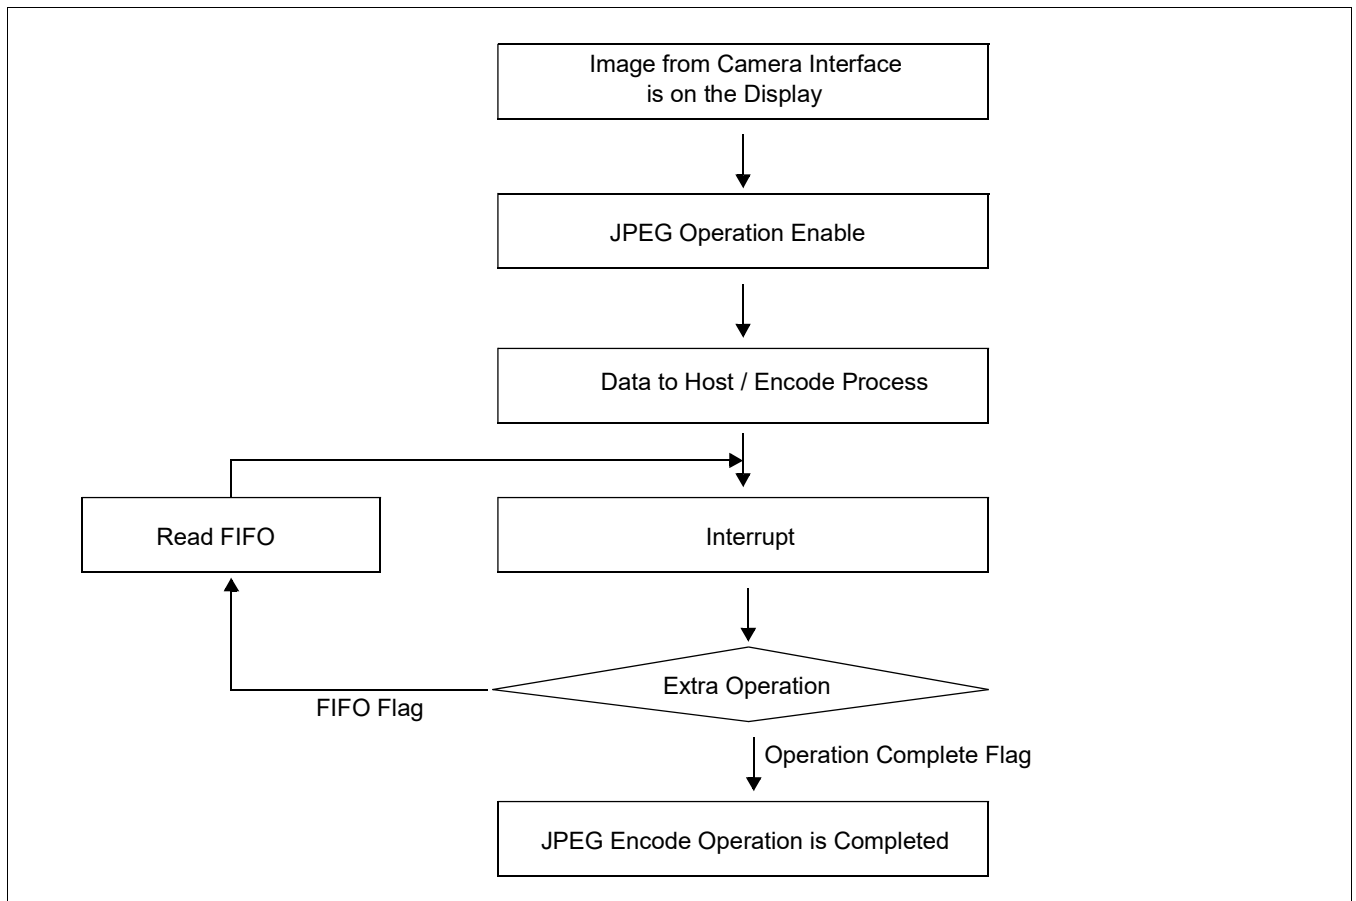 Image from Camera Interface
is on the Display
JPEG Operation Enable
Data to Host / Encode Process
Read FIFO
Interrupt
Extra Operation
FIFO Flag
Operation Complete Flag
JPEG Encode Operation is Completed